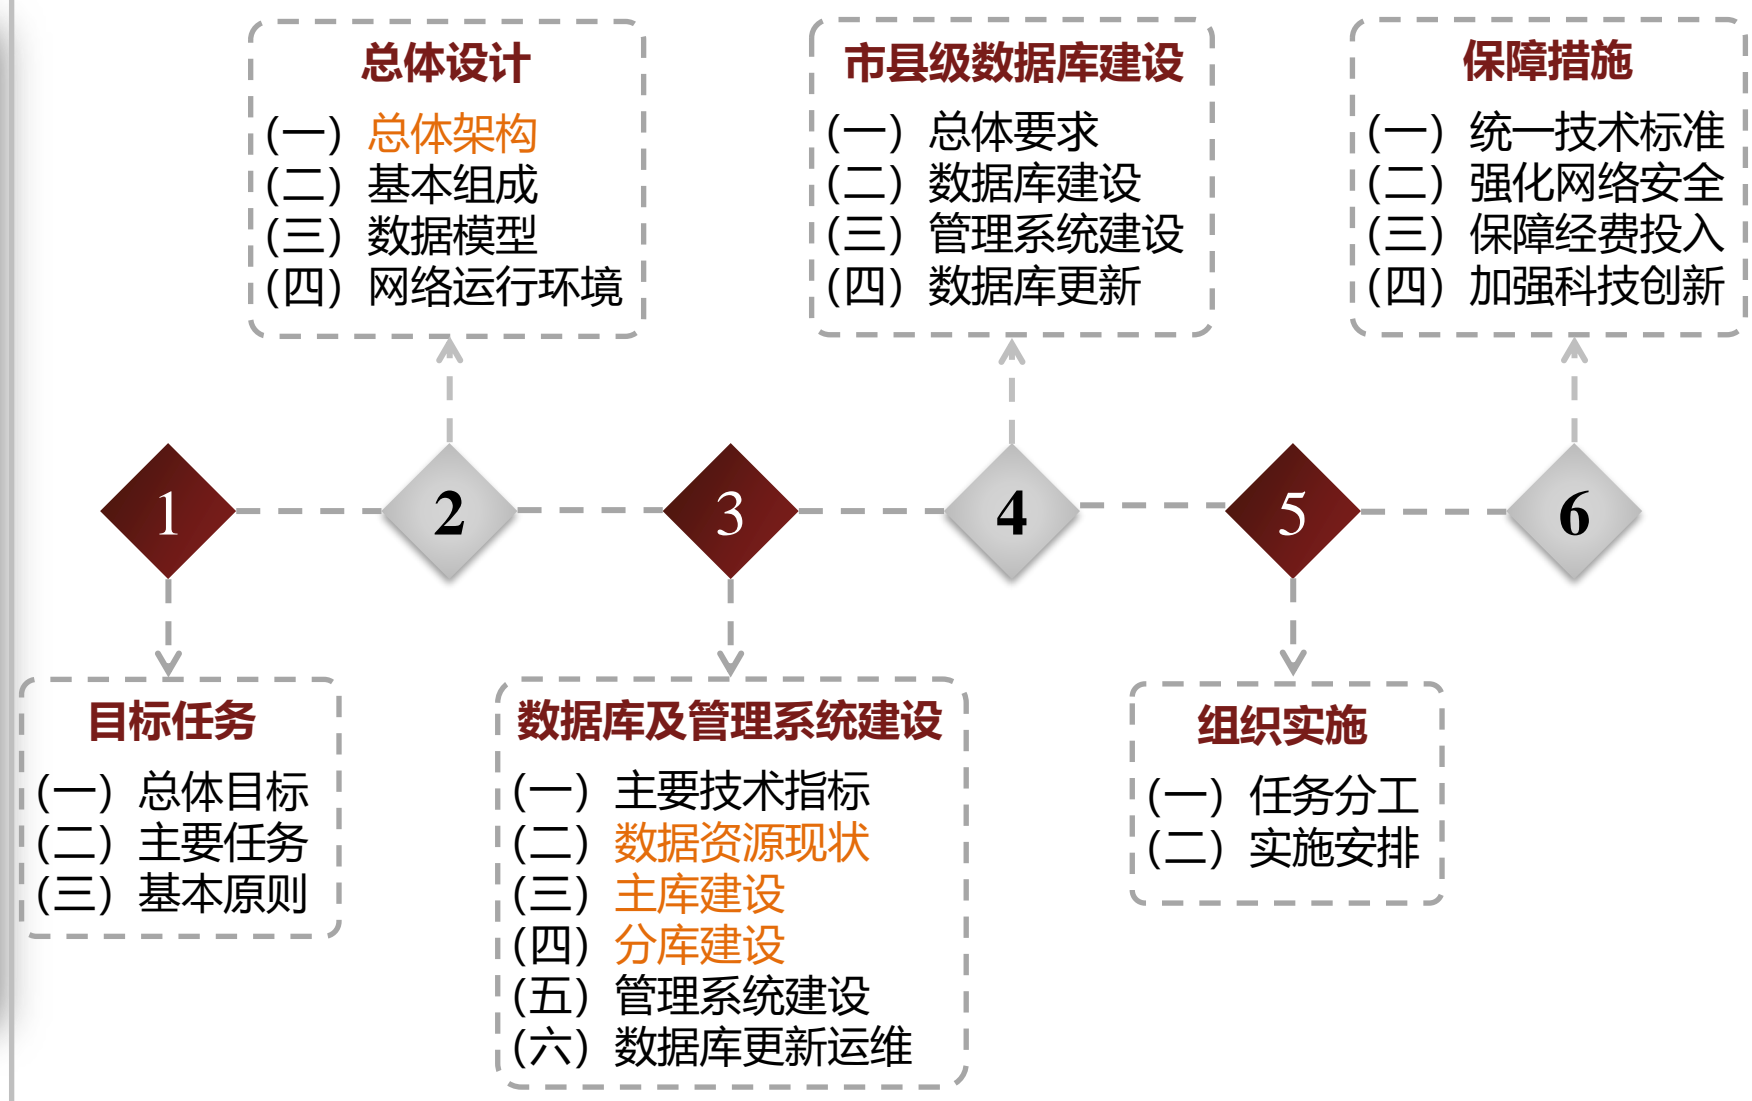 总体设计
(一) 总体架构
(二) 基本组成
(三) 数据模型
(四) 网络运行环境
市县级数据库建设
(一) 总体要求
(二) 数据库建设
(三) 管理系统建设
(四) 数据库更新
保障措施
(一) 统一技术标准
(二) 强化网络安全
(三) 保障经费投入
(四) 加强科技创新
1
2
3
4
5
6
目标任务
(一) 总体目标
(二) 主要任务
(三) 基本原则
数据库及管理系统建设
(一) 主要技术指标
(二) 数据资源现状
(三) 主库建设
(四) 分库建设
(五) 管理系统建设
(六) 数据库更新运维
组织实施
(一) 任务分工
(二) 实施安排